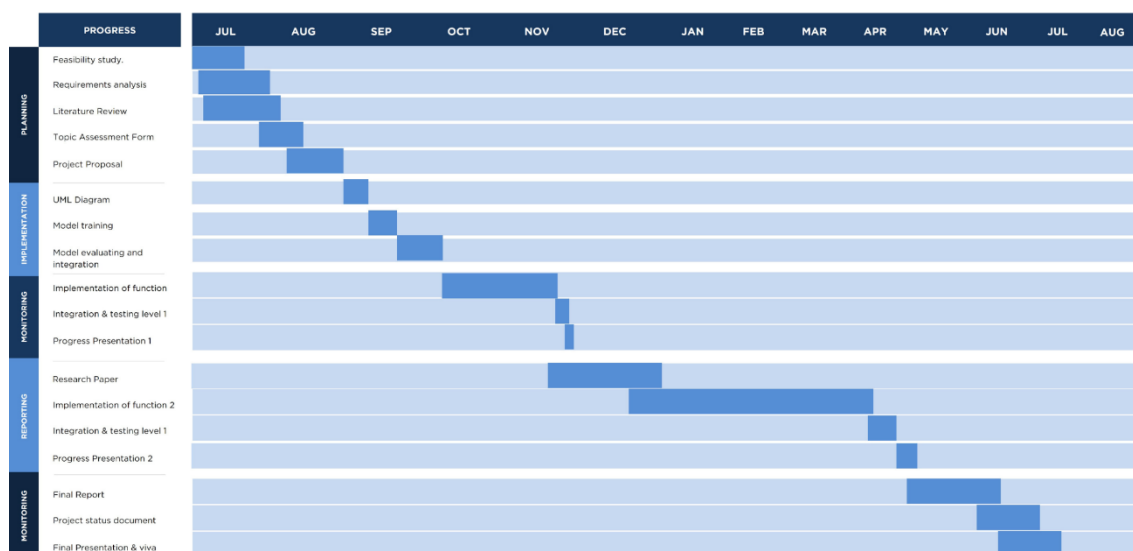 PROGRESS JUL AUG SEP OCT NOV DEC JAN FEB MAR APR MAY JUN JUL AUG
PLANNING
Feasibility study.
Requirements analysis
Literature Review
Topic Assessment Form
Project Proposal
IMPLEMENTATION
UML Diagram
Model training
Model evaluating and
integration
MONITORING
Implementation of function
Integration & testing level 1
Progress Presentation 1
REPORTING
Research Paper
Implementation of function 2
Integration & testing level 1
Progress Presentation 2
MONITORING
Final Report
Project status document
Final Presentation & viva